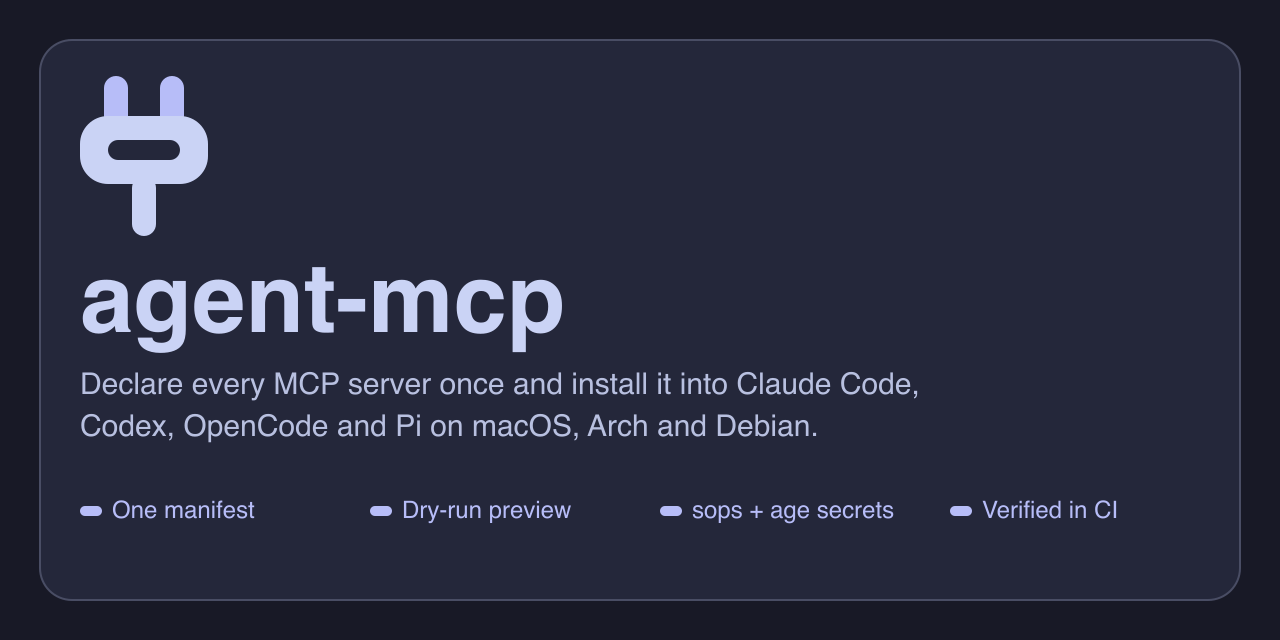 agent-mcp
Declare every MCP server once and install it into Claude Code,
Codex, OpenCode and Pi on macOS, Arch and Debian.
One manifest
Dry-run preview
sops + age secrets
Verified in CI